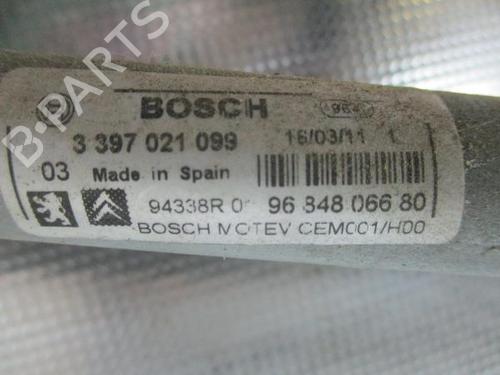 BOSCH
3 397 021 099 16/03/11 1
03 Made in Spain
94338R 96 848 066 80
BOSCH MOTEV CEM001/H00
B-PARTS